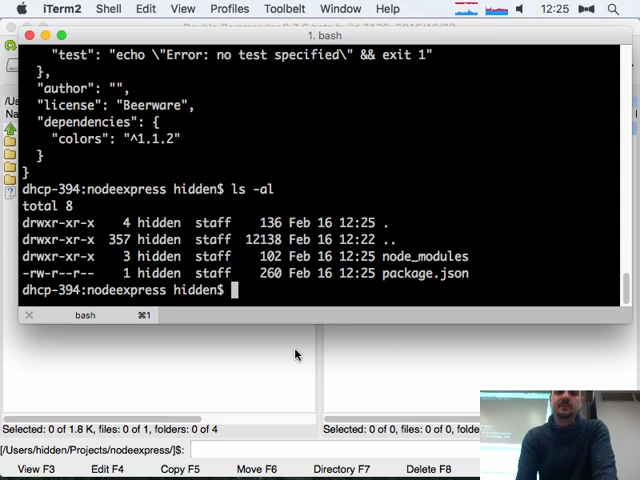 iTerm2 Shell Edit View Profiles Toolbelt Window Help 12:25
1. bash
"test": "echo \"Error: no test specified\" && exit 1"
},
"author": "",
"license": "Beerware",
"dependencies": {
"colors": "^1.1.2"
}
}
dhcp-394:nodeexpress hidden$ ls -al
total 8
drwxr-xr-x 4 hidden staff 136 Feb 16 12:25 .
drwxr-xr-x 357 hidden staff 12138 Feb 16 12:22 ..
drwxr-xr-x 3 hidden staff 102 Feb 16 12:25 node_modules
-rw-r--r-- 1 hidden staff 260 Feb 16 12:25 package.json
dhcp-394:nodeexpress hidden$
bash ⌘1
Selected: 0 of 1.8 K, files: 0 of 1, folders: 0 of 4
Selected: 0 of 0, files: 0 of 0, folde
[/Users/hidden/Projects/nodeexpress/]$:
View F3 Edit F4 Copy F5 Move F6 Directory F7 Delete F8